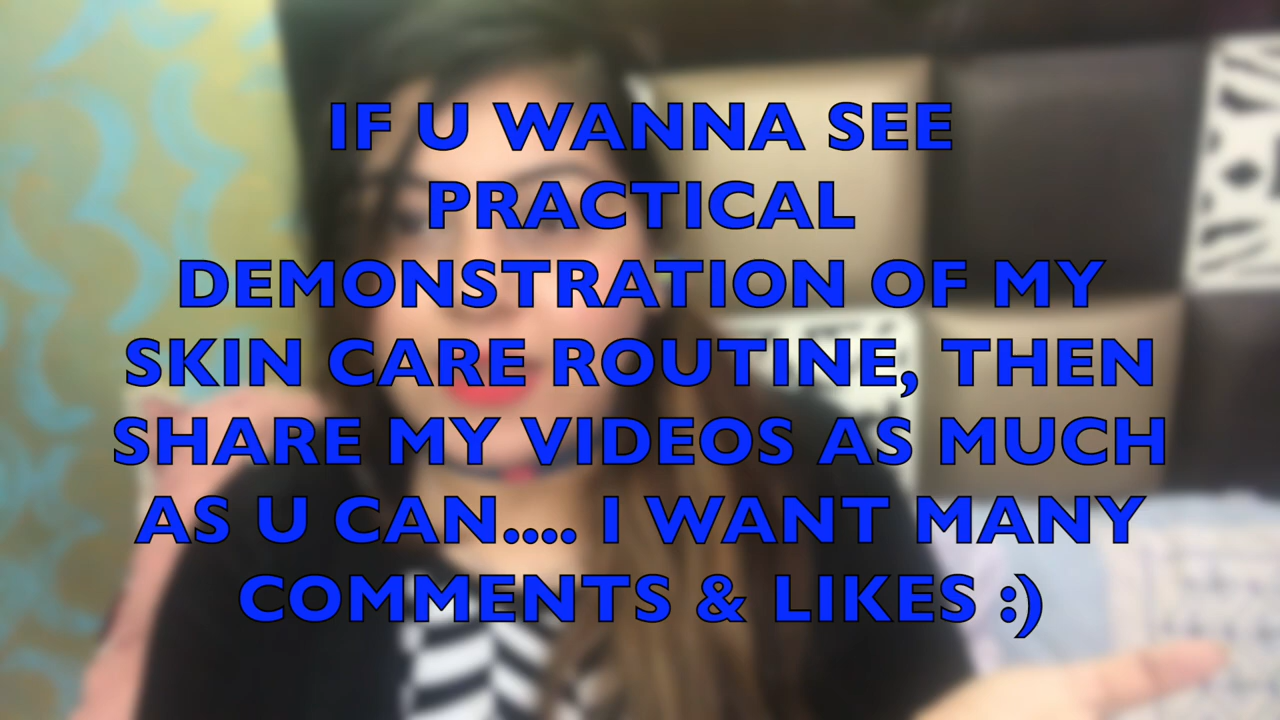 IF U WANNA SEE
PRACTICAL
DEMONSTRATION OF MY
SKIN CARE ROUTINE, THEN
SHARE MY VIDEOS AS MUCH
AS U CAN.... I WANT MANY
COMMENTS & LIKES :)